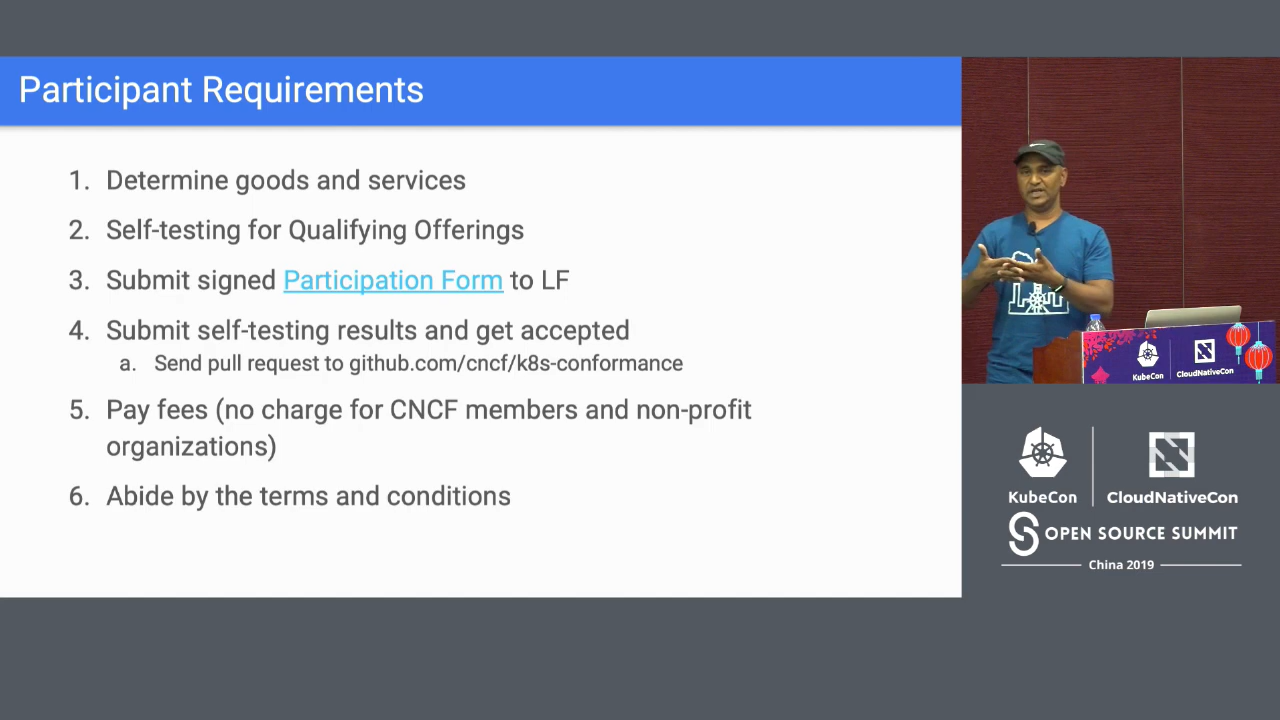 Participant Requirements
1. Determine goods and services
2. Self-testing for Qualifying Offerings
3. Submit signed Participation Form to LF
4. Submit self-testing results and get accepted
a. Send pull request to github.com/cncf/k8s-conformance
5. Pay fees (no charge for CNCF members and non-profit
organizations)
6. Abide by the terms and conditions
KubeCon
CloudNativeCon
KubeCon
CloudNativeCon
OPEN SOURCE SUMMIT
China 2019